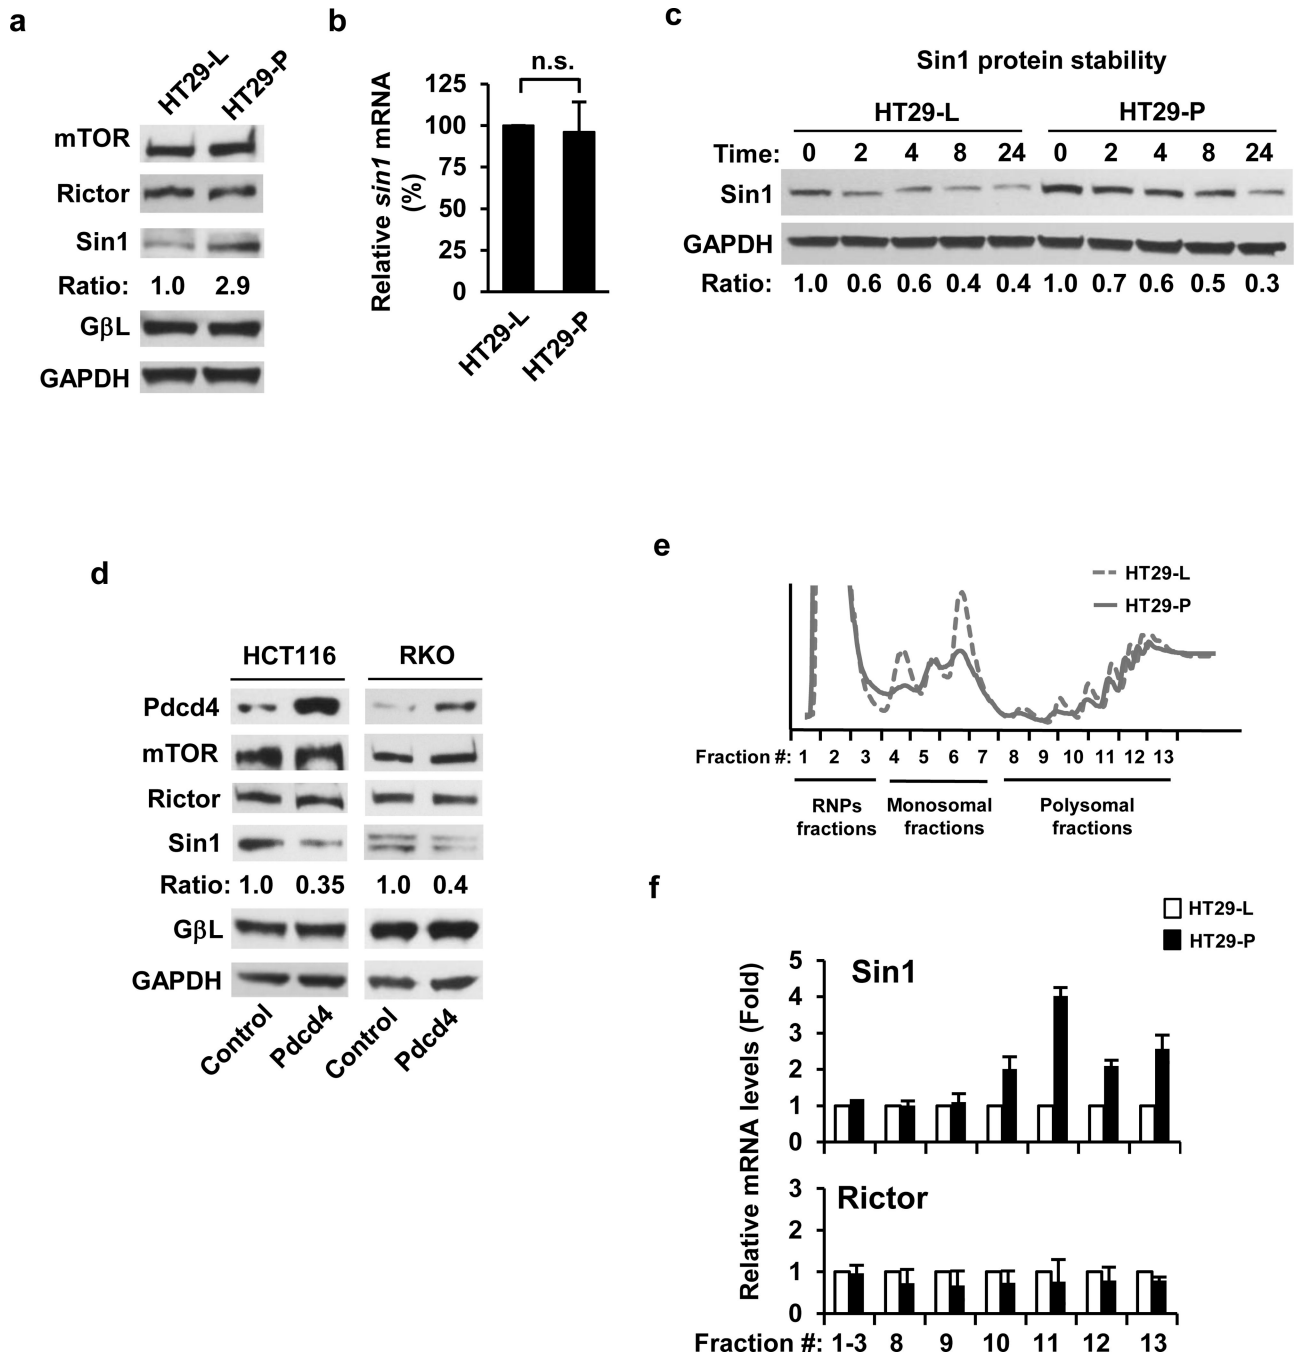 a
HT29-L HT29-P
mTOR
Rictor
Sin1
Ratio: 1.0 2.9
GβL
GAPDH
b
n.s.
Relative sin1 mRNA
(%)
125
100
75
50
25
0
HT29-L HT29-P
c
Sin1 protein stability
HT29-L HT29-P
Time: 0 2 4 8 24 0 2 4 8 24
Sin1
GAPDH
Ratio: 1.0 0.6 0.6 0.4 0.4 1.0 0.7 0.6 0.5 0.3
d
HCT116 RKO
Pdcd4
mTOR
Rictor
Sin1
Ratio: 1.0 0.35 1.0 0.4
GβL
GAPDH
Control Pdcd4 Control Pdcd4
e
HT29-L
HT29-P
Fraction #: 1 2 3 4 5 6 7 8 9 10 11 12 13
RNPs Monosomal Polysomal
fractions fractions fractions
f
HT29-L
HT29-P
Relative mRNA levels (Fold)
Sin1
5
4
3
2
1
0
Rictor
3
2
1
0
Fraction #: 1-3 8 9 10 11 12 13